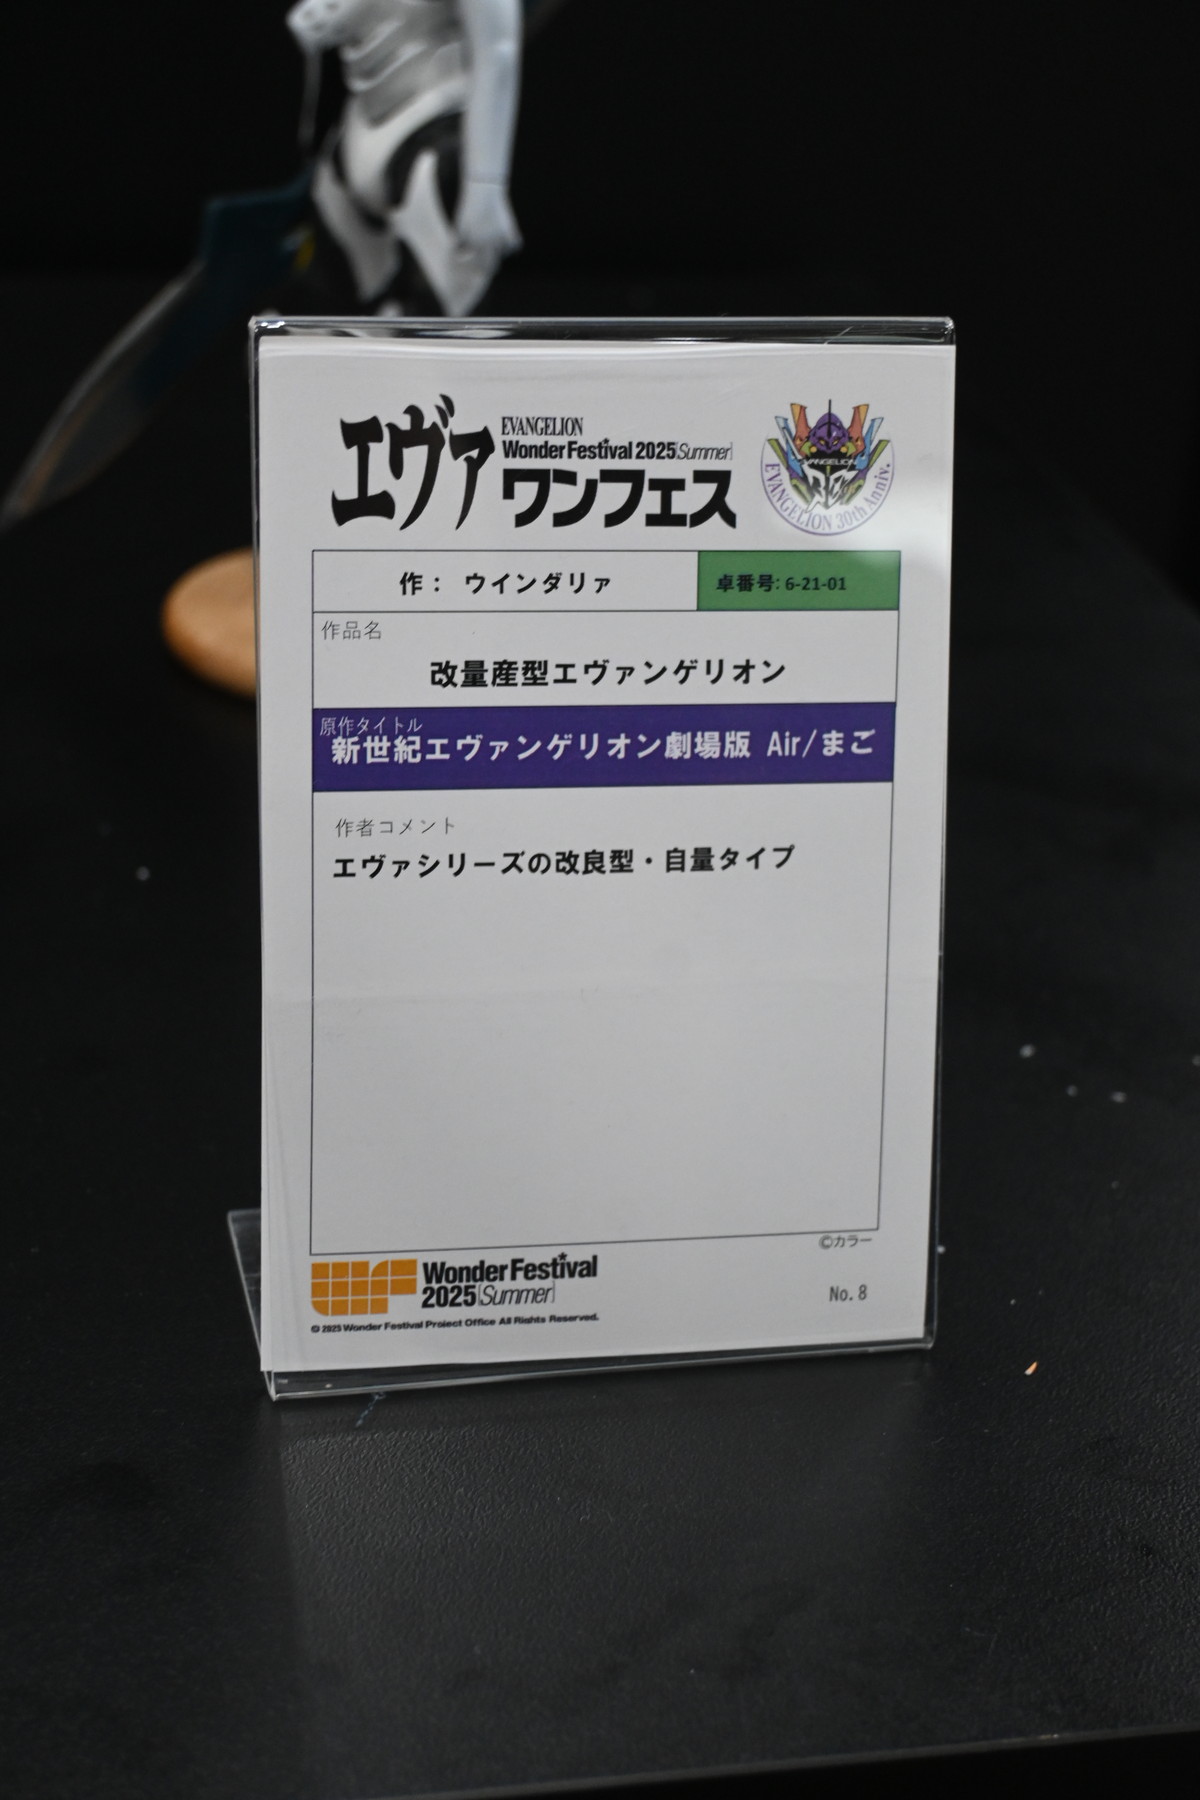 エヴァ
EVANGELION
Wonder Festival 2025[Summer]
ワンフェス
EVANGELION
EVANGELION 30th Anniv.
作： ウインダリァ
卓番号: 6-21-01
作品名
改量産型エヴァンゲリオン
原作タイトル
新世紀エヴァンゲリオン劇場版 Air/まご
作者コメント
エヴァシリーズの改良型・自量タイプ
©カラー
WF
Wonder Festival
2025[Summer]
© 2025 Wonder Festival Project Office All Rights Reserved.
No.8